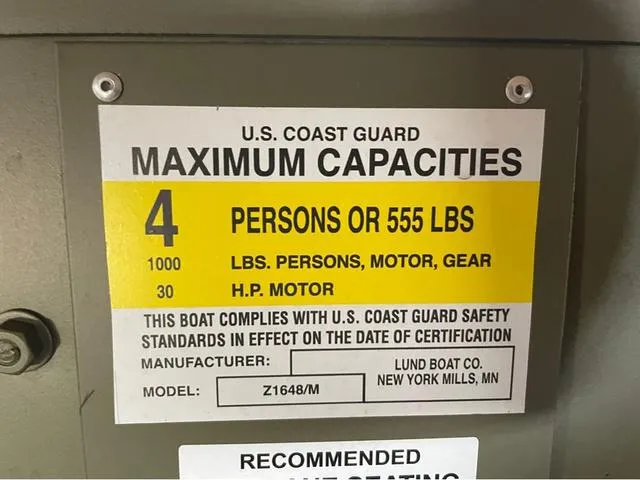 U.S. COAST GUARD
MAXIMUM CAPACITIES
4 PERSONS OR 555 LBS
1000 LBS. PERSONS, MOTOR, GEAR
30 H.P. MOTOR
THIS BOAT COMPLIES WITH U.S. COAST GUARD SAFETY
STANDARDS IN EFFECT ON THE DATE OF CERTIFICATION
MANUFACTURER: LUND BOAT CO.
NEW YORK MILLS, MN
MODEL: Z1648/M
RECOMMENDED
SEATING